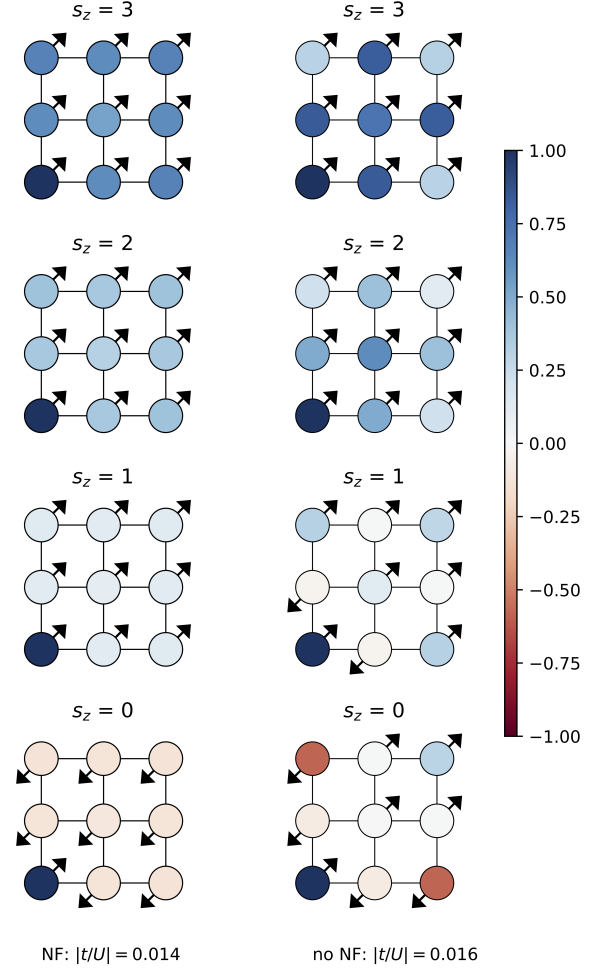 s_z = 3
s_z = 3
s_z = 2
s_z = 2
s_z = 1
s_z = 1
s_z = 0
s_z = 0
1.00
0.75
0.50
0.25
0.00
−0.25
−0.50
−0.75
−1.00
NF: |t/U| = 0.014
no NF: |t/U| = 0.016